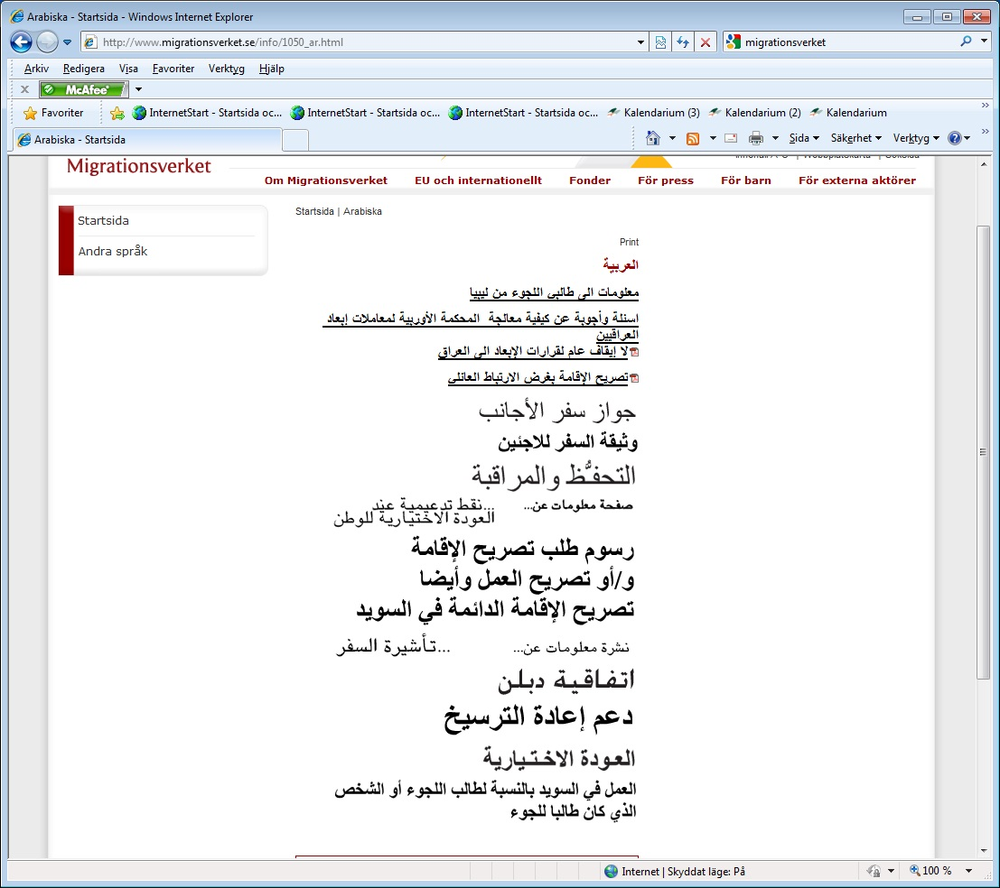 Arabiska - Startsida - Windows Internet Explorer
http://www.migrationsverket.se/info/1050_ar.html
migrationsverket
Arkiv Redigera Visa Favoriter Verktyg Hjälp
x McAfee
Favoriter InternetStart - Startsida oc... InternetStart - Startsida oc... InternetStart - Startsida oc... Kalendarium (3) Kalendarium (2) Kalendarium
Arabiska - Startsida
Sida Säkerhet Verktyg
Migrationsverket
Om Migrationsverket EU och internationellt Fonder För press För barn För externa aktörer
Startsida
Andra språk
Startsida | Arabiska
Print
العربية
معلومات الى طالبي اللجوء من ليبيا
اسئلة وأجوبة عن كيفية معالجة المحكمة الأوربية لمعاملات إبعاد
العراقيين
لا إيقاف عام لقرارات الإبعاد الى العراق
تصريح الإقامة بغرض الارتباط العائلي
جواز سفر الأجانب
وثيقة السفر للاجئين
التحفُّظ والمراقبة
صفحة معلومات عن... ...نقط تدعيمية عند
العودة الاختيارية للوطن
رسوم طلب تصريح الإقامة
و/أو تصريح العمل وأيضا
تصريح الإقامة الدائمة في السويد
نشرة معلومات عن... ...تأشيرة السفر
اتفاقية دبلن
دعم إعادة الترسيخ
العودة الاختيارية
العمل في السويد بالنسبة لطالب اللجوء أو الشخص
الذي كان طالبا للجوء
Internet | Skyddat läge: På
100 %